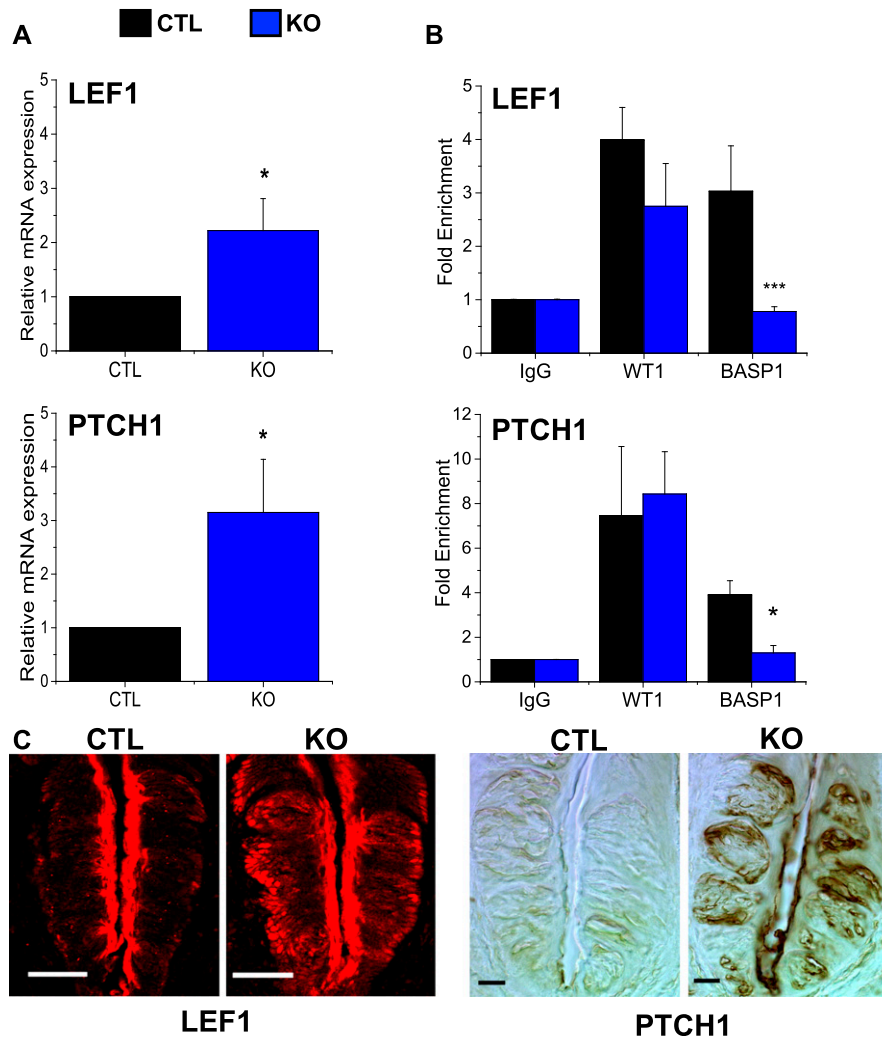 A
CTL
KO
B
LEF1
Relative mRNA expression
5
4
3
2
1
0
*
CTL
KO
LEF1
Fold Enrichment
5
4
3
2
1
0
***
IgG
WT1
BASP1
PTCH1
Relative mRNA expression
5
4
3
2
1
0
*
CTL
KO
PTCH1
Fold Enrichment
12
10
8
6
4
2
0
*
IgG
WT1
BASP1
C
CTL
KO
CTL
KO
LEF1
PTCH1